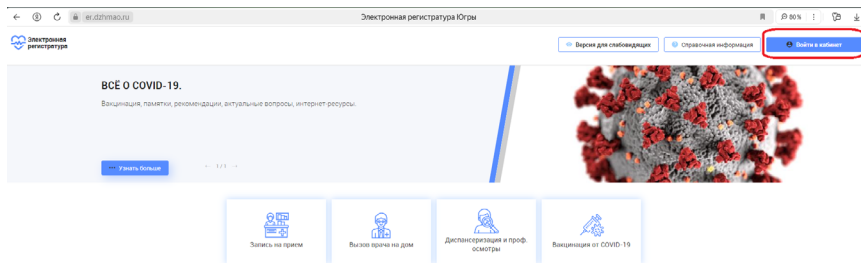 er.dzhmao.ru
Электронная регистратура Югры
80 %
Электронная
регистратура
Версия для слабовидящих
Справочная информация
Войти в кабинет
ВСЁ О COVID-19.
Вакцинация, памятки, рекомендации, актуальные вопросы, интернет-ресурсы.
Узнать больше
1 / 1
Запись на прием
Вызов врача на дом
Диспансеризация и проф.
осмотры
Вакцинация от COVID-19